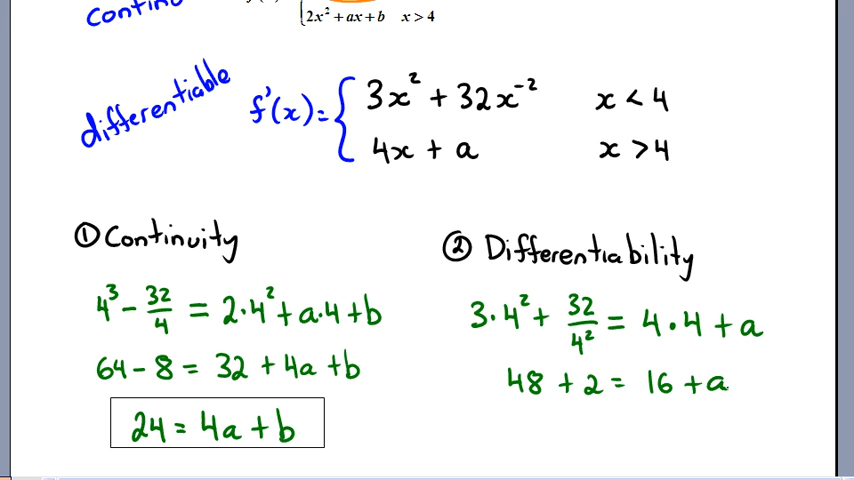 contin
2x² + ax + b x > 4
differentiable
f'(x) = { 3x² + 32x⁻² x < 4
4x + a x > 4
① Continuity
4³ - 32/4 = 2·4² + a·4 + b
64 - 8 = 32 + 4a + b
24 = 4a + b
② Differentiability
3·4² + 32/4² = 4·4 + a
48 + 2 = 16 + a